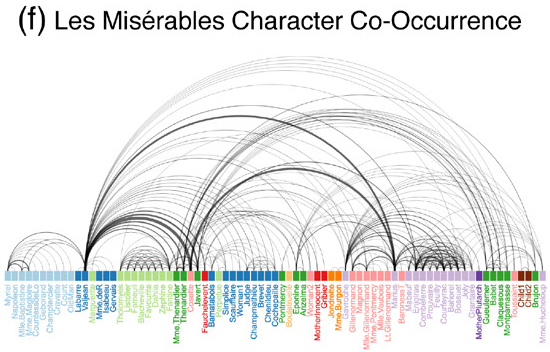 (f) Les Misérables Character Co-Occurrence
Myriel
Napoleon
Mlle.Baptistine
Mme.Magloire
CountessdeLo
Geborand
Champtercier
Cravatte
Count
OldMan
Labarre
Valjean
Marguerite
Mme.deR
Isabeau
Gervais
Tholomyes
Listolier
Fameuil
Blacheville
Favourite
Dahlia
Zephine
Fantine
Mme.Thenardier
Thenardier
Cosette
Javert
Fauchelevent
Bamatabois
Perpetue
Simplice
Scaufflaire
Woman1
Judge
Champmathieu
Brevet
Chenildieu
Cochepaille
Pontmercy
Boulatruelle
Eponine
Anzelma
MotherInnocent
Gribier
Jondrette
Mme.Burgon
Gavroche
Gillenormand
Magnon
Mlle.Gillenormand
Mme.Pontmercy
Mlle.Vaubois
Lt.Gillenormand
Marius
BaronessT
Mabeuf
Enjolras
Combeferre
Prouvaire
Feuilly
Courfeyrac
Bahorel
Bossuet
Joly
Grantaire
MotherPlutarch
Gueulemer
Babet
Claquesous
Montparnasse
Toussaint
Child1
Child2
Brujon
Mme.Hucheloup